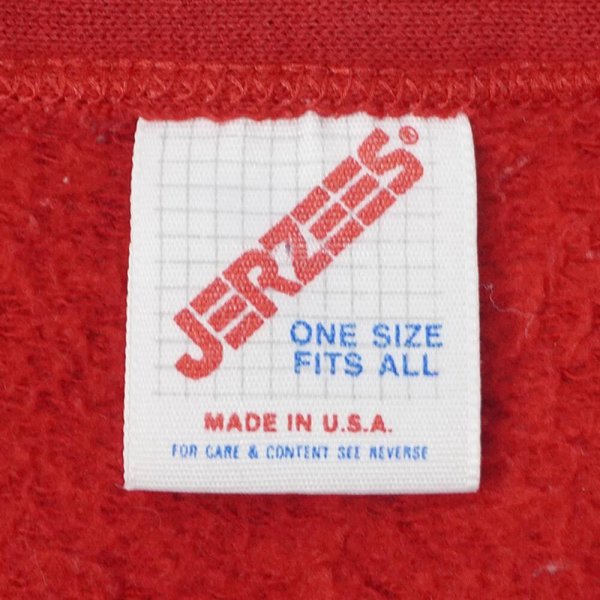 JERZEES®
ONE SIZE
FITS ALL
MADE IN U.S.A.
FOR CARE & CONTENT SEE REVERSE